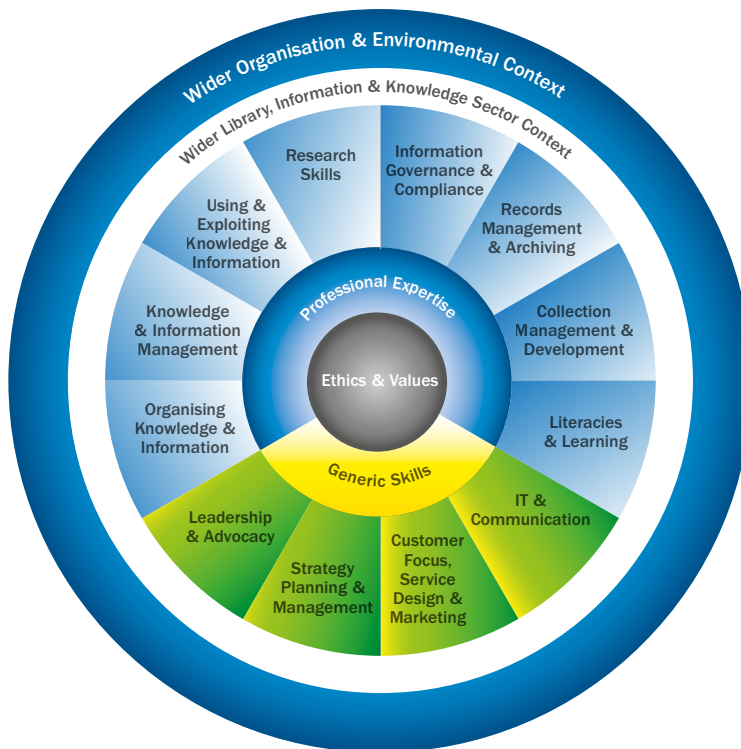 Wider Organisation & Environmental Context
Wider Library, Information & Knowledge Sector Context
Research
Skills
Information
Governance &
Compliance
Using &
Exploiting
Knowledge &
Information
Records
Management
& Archiving
Knowledge
& Information
Management
Professional Expertise
Collection
Management &
Development
Ethics & Values
Organising
Knowledge &
Information
Literacies
& Learning
Generic Skills
Leadership
& Advocacy
Strategy
Planning &
Management
Customer
Focus,
Service
Design &
Marketing
IT &
Communication